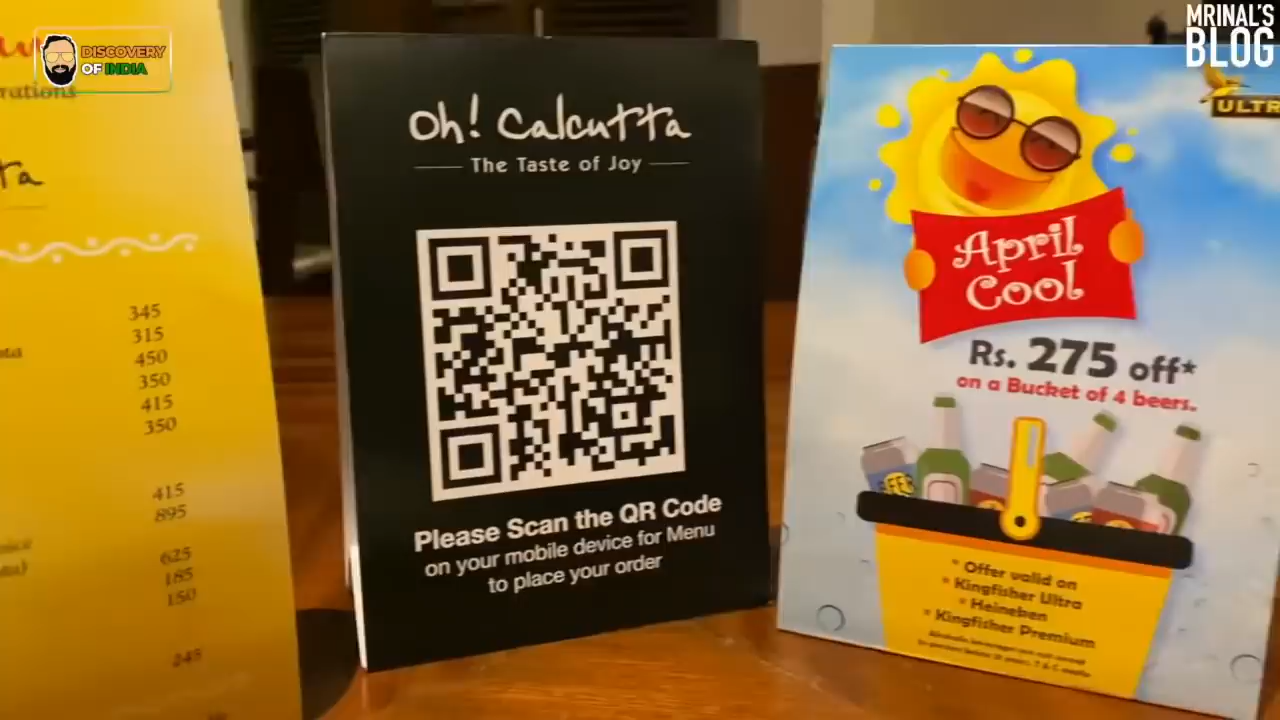 DISCOVERY
OF INDIA
MRINAL'S
BLOG
345
315
450
350
415
350
415
895
625
185
150
245
Oh! Calcutta
The Taste of Joy
Please Scan the QR Code
on your mobile device for Menu
to place your order
April
Cool
Rs. 275 off*
on a Bucket of 4 beers.
* Offer valid on
* Kingfisher Ultra
* Heineken
* Kingfisher Premium